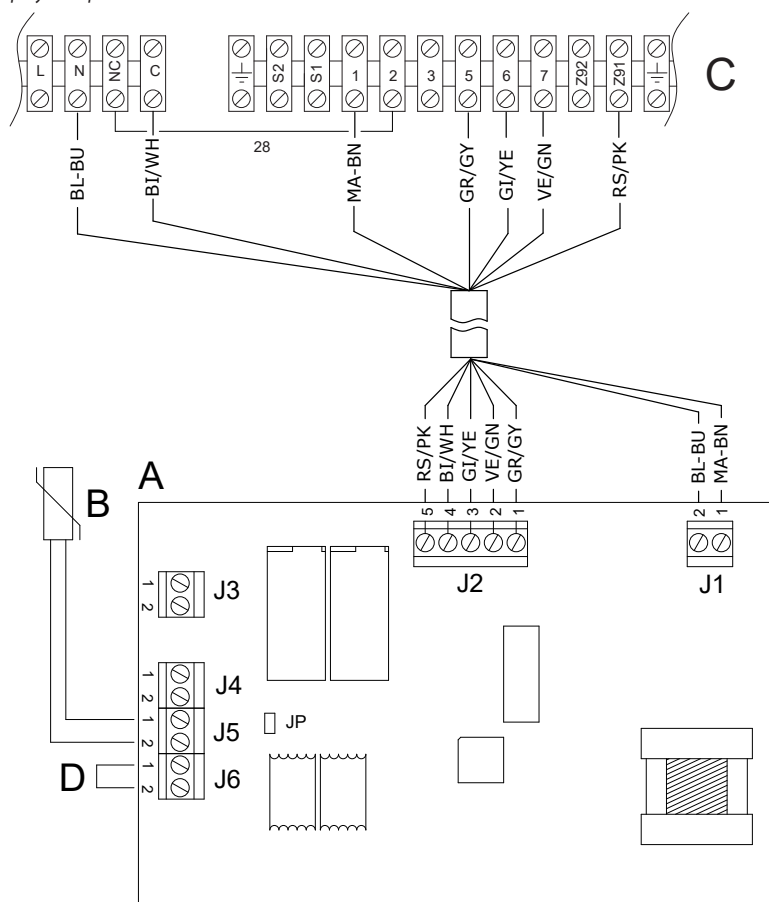 L N NC C S2 S1 1 2 3 5 6 7 Z92 Z91
C
28
BL-BU BI/WH MA-BN GR/GY GI/YE VE/GN RS/PK
RS/PK BI/WH GI/YE VE/GN GR/GY BL-BU MA-BN
5 4 3 2 1 2 1
A
B
J2 J1
1
2
J3
1
2
J4
1
2
J5
JP
D
1
2
J6